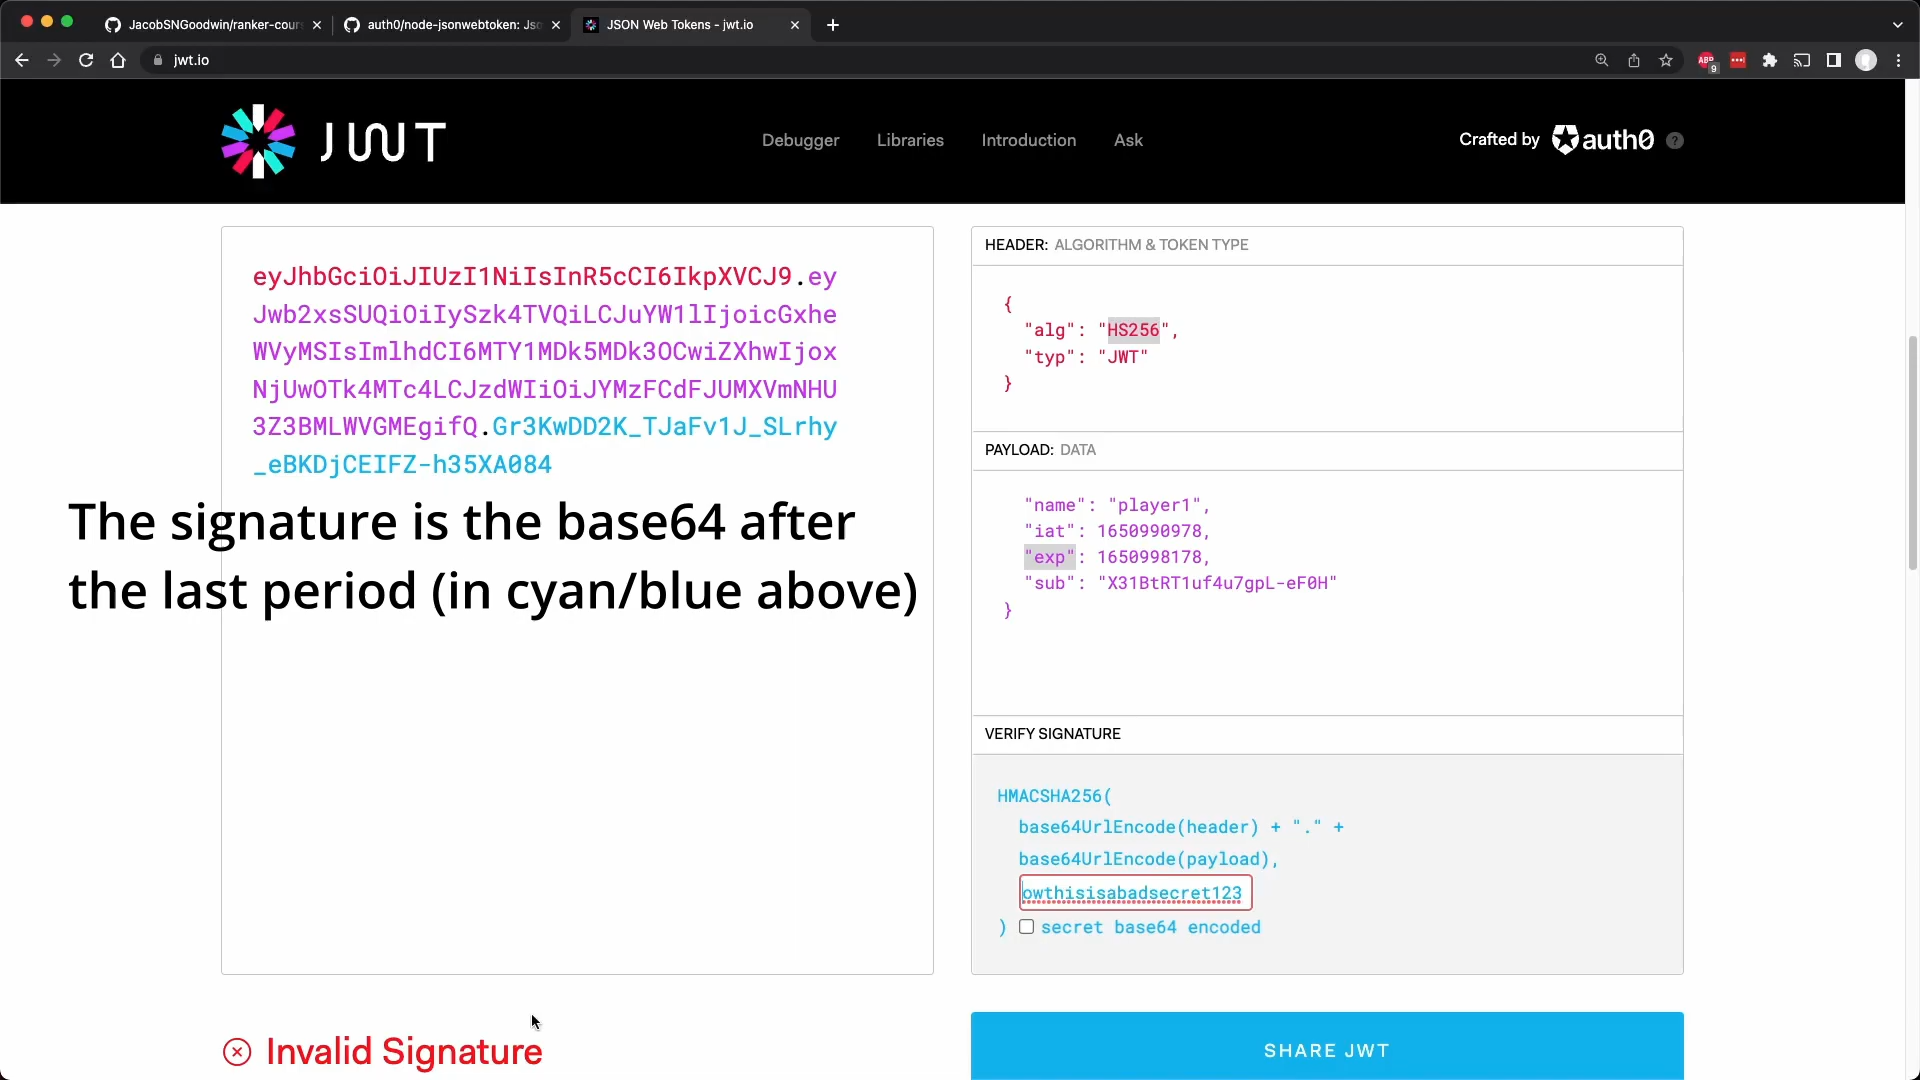 JacobSNGoodwin/ranker-cour
auth0/node-jsonwebtoken: Jso
JSON Web Tokens - jwt.io
jwt.io
ABP
9
JWT
Debugger
Libraries
Introduction
Ask
Crafted by auth0 ?
eyJhbGciOiJIUzI1NiIsInR5cCI6IkpXVCJ9.ey
Jwb2xsSUQiOiIySzk4TVQiLCJuYW1lIjoicGxhe
WVyMSIsImlhdCI6MTY1MDk5MDk3OCwiZXhwIjox
NjUwOTk4MTc4LCJzdWIiOiJYMzFCdFJUMXVmNHU
3Z3BMLWVGMEgifQ.Gr3KwDD2K_TJaFv1J_SLrhy
_eBKDjCEIFZ-h35XA084
The signature is the base64 after
the last period (in cyan/blue above)
Invalid Signature
HEADER: ALGORITHM & TOKEN TYPE
{
"alg": "HS256",
"typ": "JWT"
}
PAYLOAD: DATA
"name": "player1",
"iat": 1650990978,
"exp": 1650998178,
"sub": "X31BtRT1uf4u7gpL-eF0H"
}
VERIFY SIGNATURE
HMACSHA256(
base64UrlEncode(header) + "." +
base64UrlEncode(payload),
owthisisabadsecret123
) secret base64 encoded
SHARE JWT